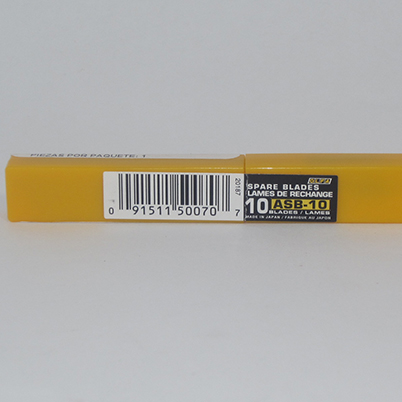 PIEZAS POR PAQUETE: 1
0 91511 50070 7
20187
OLFA
SPARE BLADES
LAMES DE RECHANGE
10 ASB-10
BLADES / LAMES
MADE IN JAPAN / FABRIQUÉ AU JAPON